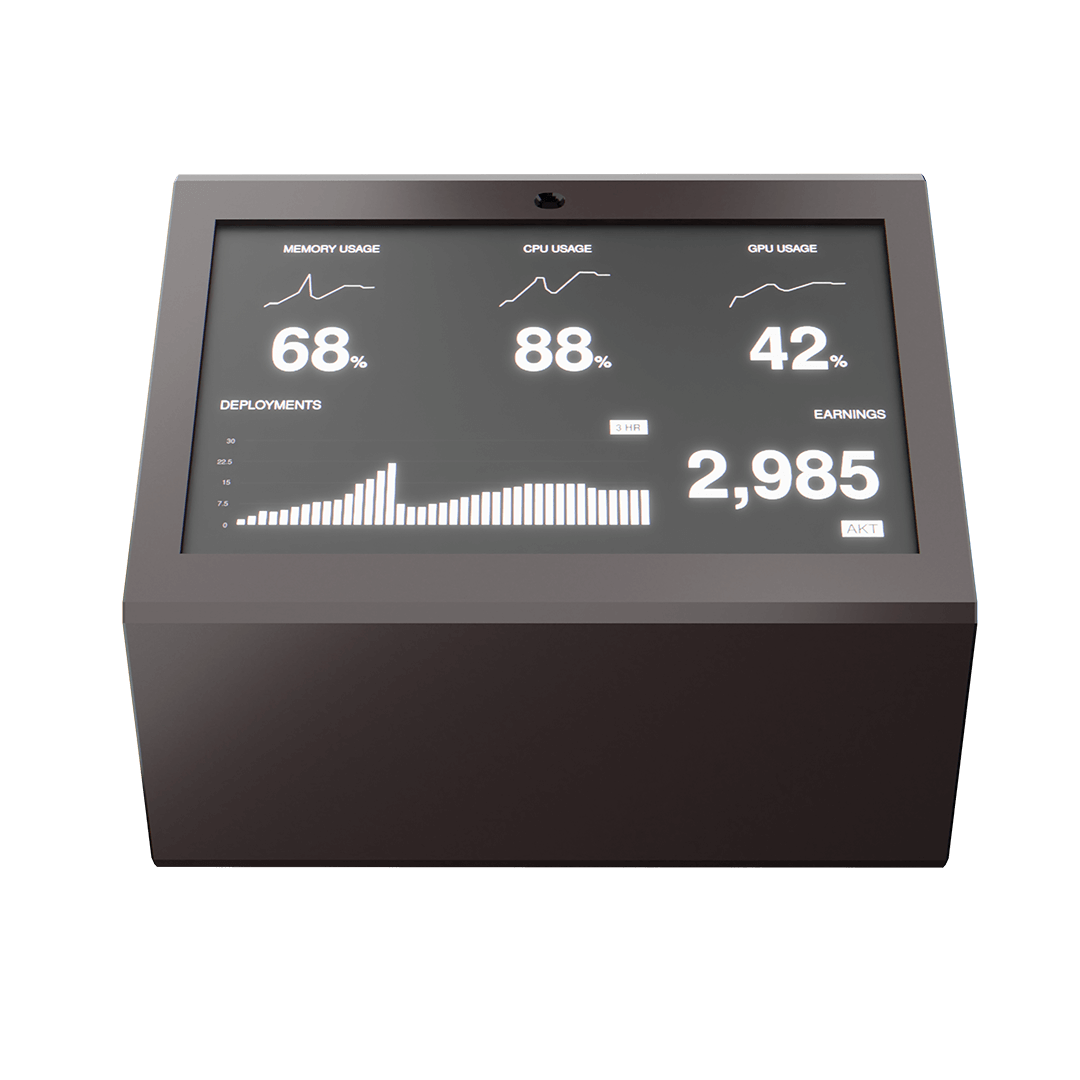 MEMORY USAGE
CPU USAGE
GPU USAGE
68%
88%
42%
DEPLOYMENTS
3 HR
30
22.5
15
7.5
0
EARNINGS
2,985
AKT